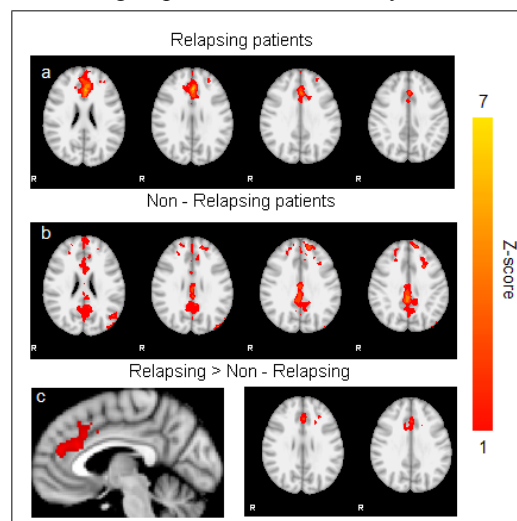 Relapsing patients
a
R R R R
Non - Relapsing patients
b
R R R R
Relapsing > Non - Relapsing
c
R R
7
Z-score
1